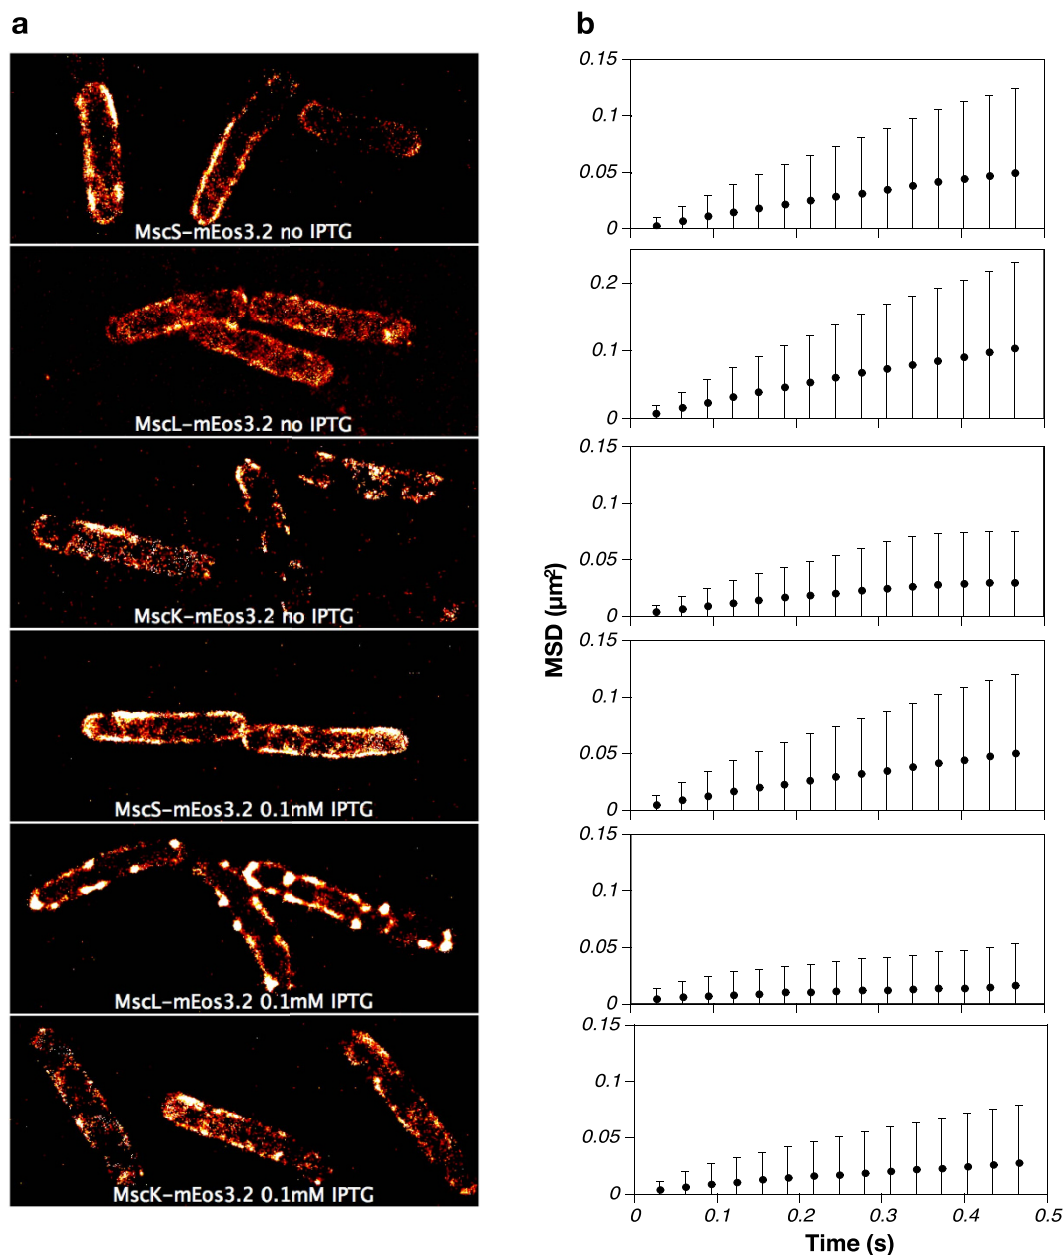 a
b
MscS-mEos3.2 no IPTG
MscL-mEos3.2 no IPTG
MscK-mEos3.2 no IPTG
MscS-mEos3.2 0.1mM IPTG
MscL-mEos3.2 0.1mM IPTG
MscK-mEos3.2 0.1mM IPTG
MSD (µm²)
0.15
0.1
0.05
0
0.2
0.1
0
0.15
0.1
0.05
0
0.15
0.1
0.05
0
0.15
0.1
0.05
0
0.15
0.1
0.05
0
0 0.1 0.2 0.3 0.4 0.5
Time (s)